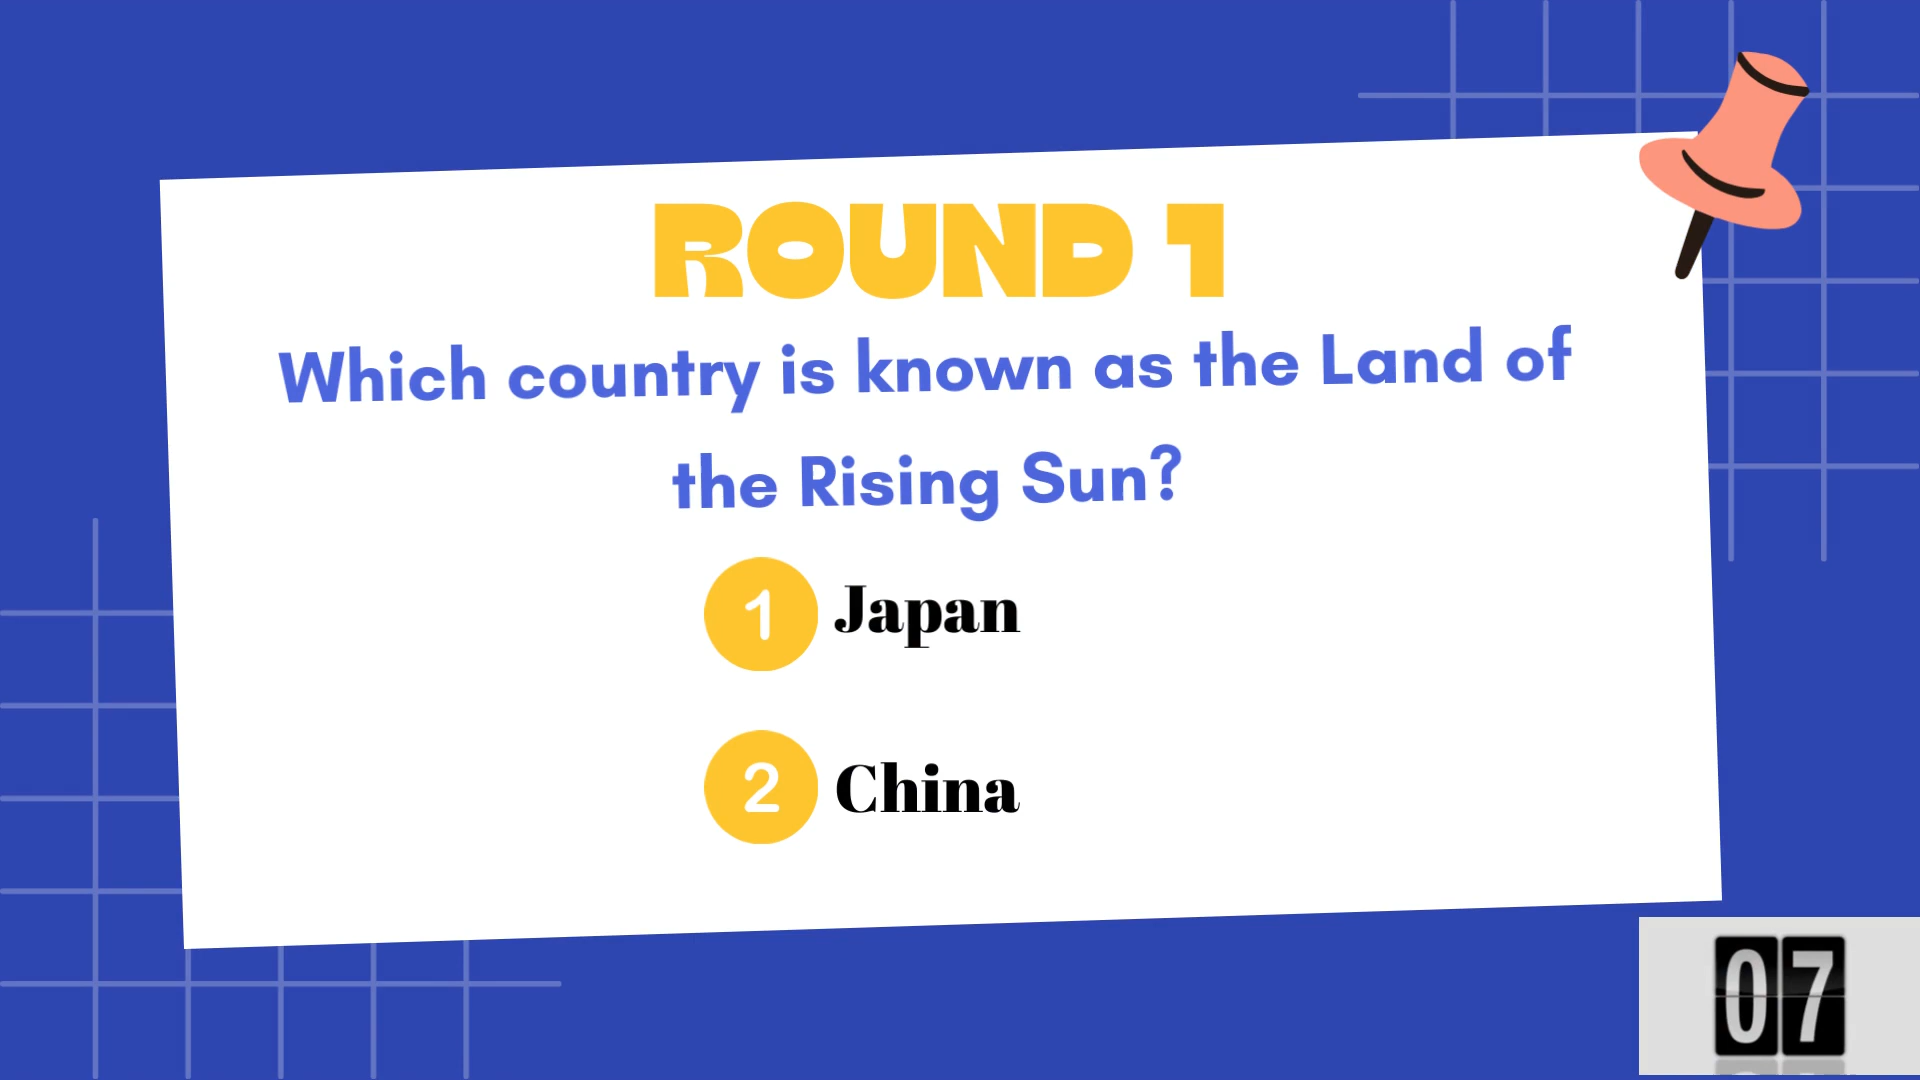 ROUND 1
Which country is known as the Land of
the Rising Sun?
1 Japan
2 China
07